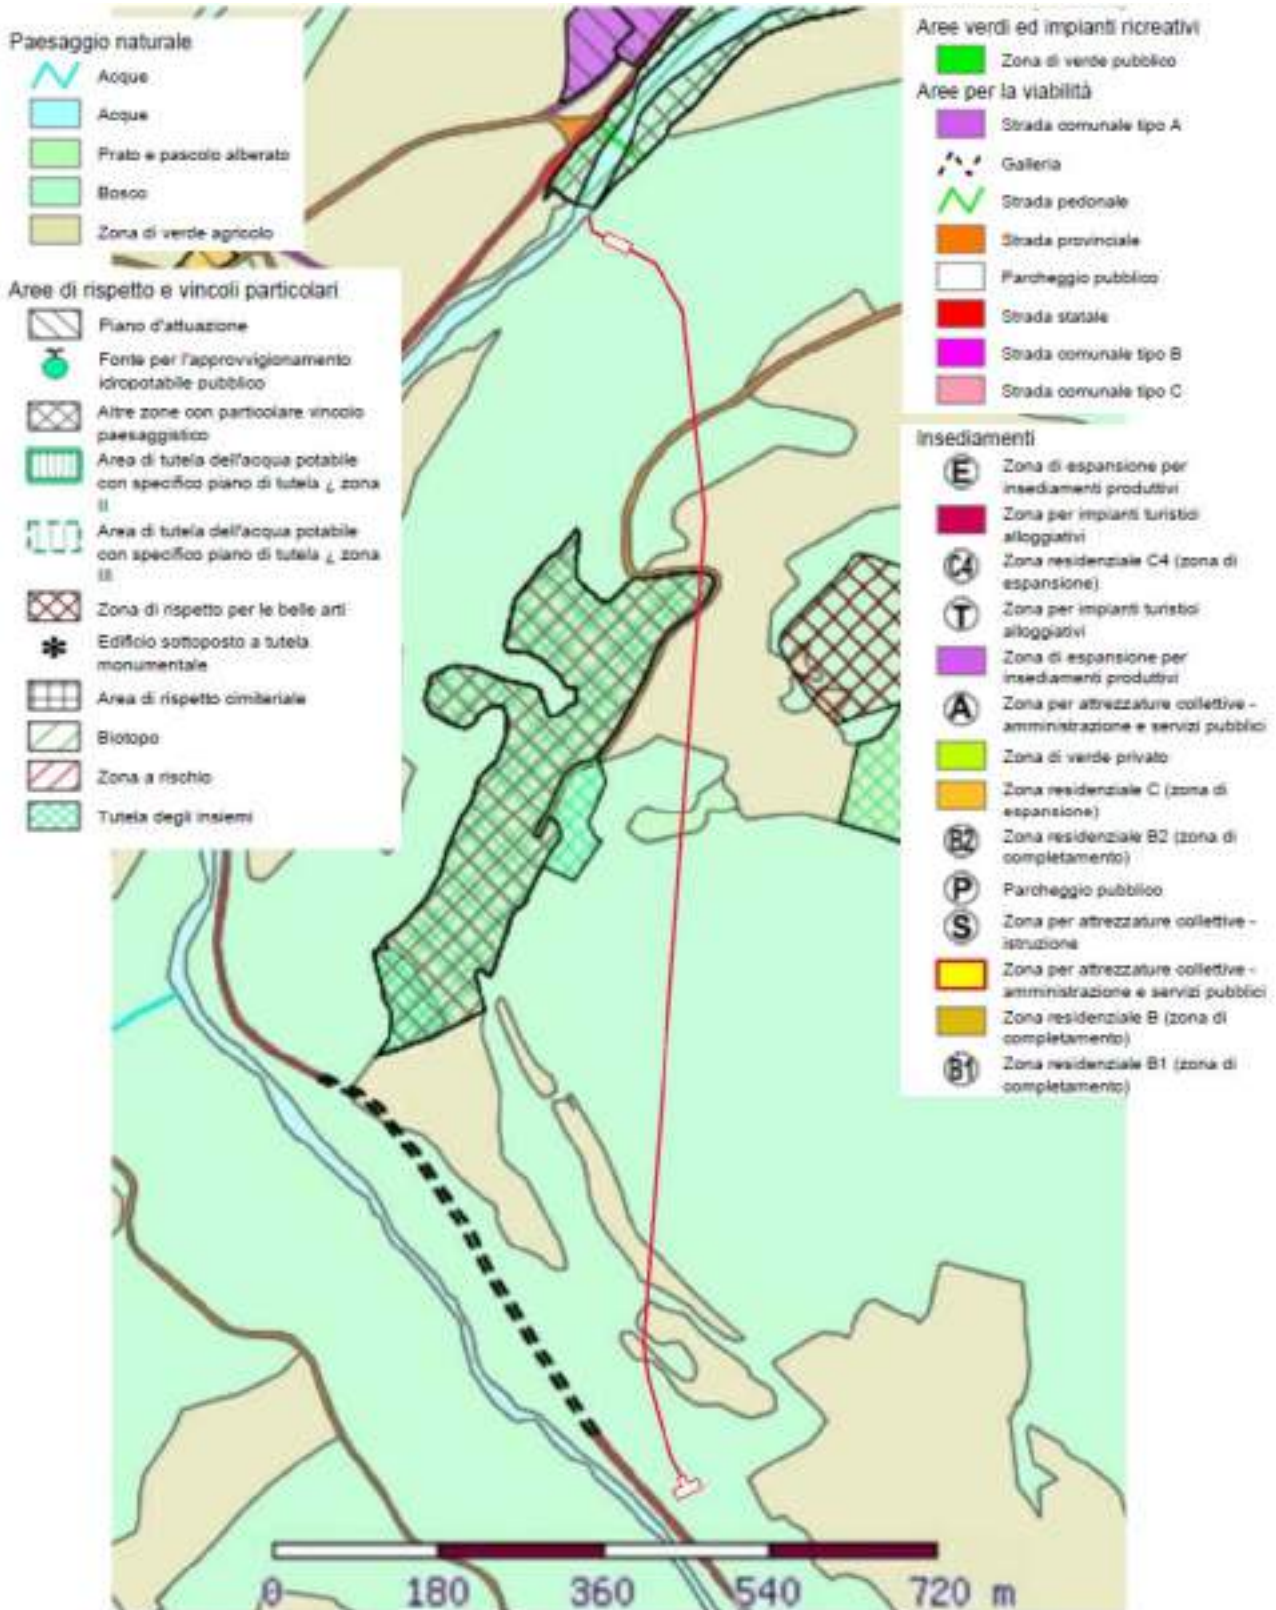 Paesaggio naturale
Acque
Acque
Prato e pascolo alberato
Bosco
Zona di verde agricolo
Aree di rispetto e vincoli particolari
Piano d'attuazione
Fonte per l'approvvigionamento
idropotabile pubblico
Altre zone con particolare vincolo
paesaggistico
Area di tutela dell'acqua potabile
con specifico piano di tutela ¿ zona
II
Area di tutela dell'acqua potabile
con specifico piano di tutela ¿ zona
III
Zona di rispetto per le belle arti
Edificio sottoposto a tutela
monumentale
Area di rispetto cimiteriale
Biotopo
Zona a rischio
Tutela degli insiemi
Aree verdi ed impianti ricreativi
Zona di verde pubblico
Aree per la viabilità
Strada comunale tipo A
Galleria
Strada pedonale
Strada provinciale
Parcheggio pubblico
Strada statale
Strada comunale tipo B
Strada comunale tipo C
Insediamenti
E Zona di espansione per
insediamenti produttivi
Zona per impianti turistici
alloggiativi
C4 Zona residenziale C4 (zona di
espansione)
T Zona per impianti turistici
alloggiativi
Zona di espansione per
insediamenti produttivi
A Zona per attrezzature collettive -
amministrazione e servizi pubblici
Zona di verde privato
Zona residenziale C (zona di
espansione)
B2 Zona residenziale B2 (zona di
completamento)
P Parcheggio pubblico
S Zona per attrezzature collettive -
istruzione
Zona per attrezzature collettive -
amministrazione e servizi pubblici
Zona residenziale B (zona di
completamento)
B1 Zona residenziale B1 (zona di
completamento)
0 180 360 540 720 m